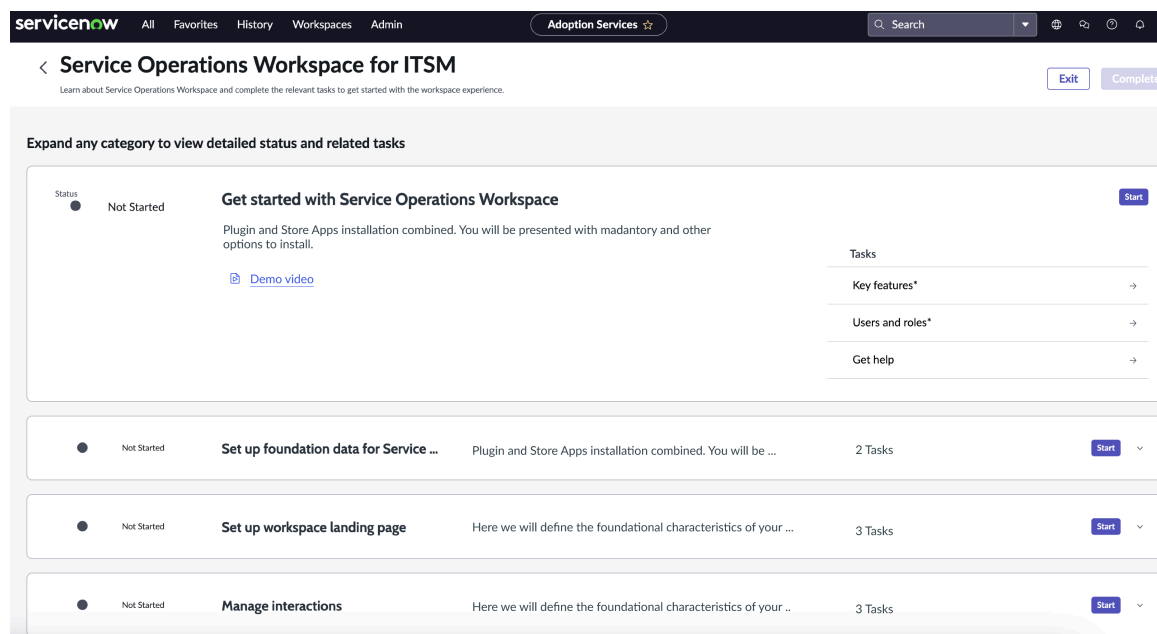 servicenow All Favorites History Workspaces Admin Adoption Services Search
Service Operations Workspace for ITSM
Learn about Service Operations Workspace and complete the relevant tasks to get started with the workspace experience.
Exit Complete
Expand any category to view detailed status and related tasks
Status
Not Started
Get started with Service Operations Workspace
Start
Plugin and Store Apps installation combined. You will be presented with madantory and other
options to install.
Demo video
Tasks
Key features*
Users and roles*
Get help
Not Started Set up foundation data for Service ... Plugin and Store Apps installation combined. You will be ... 2 Tasks Start
Not Started Set up workspace landing page Here we will define the foundational characteristics of your ... 3 Tasks Start
Not Started Manage interactions Here we will define the foundational characteristics of your .. 3 Tasks Start